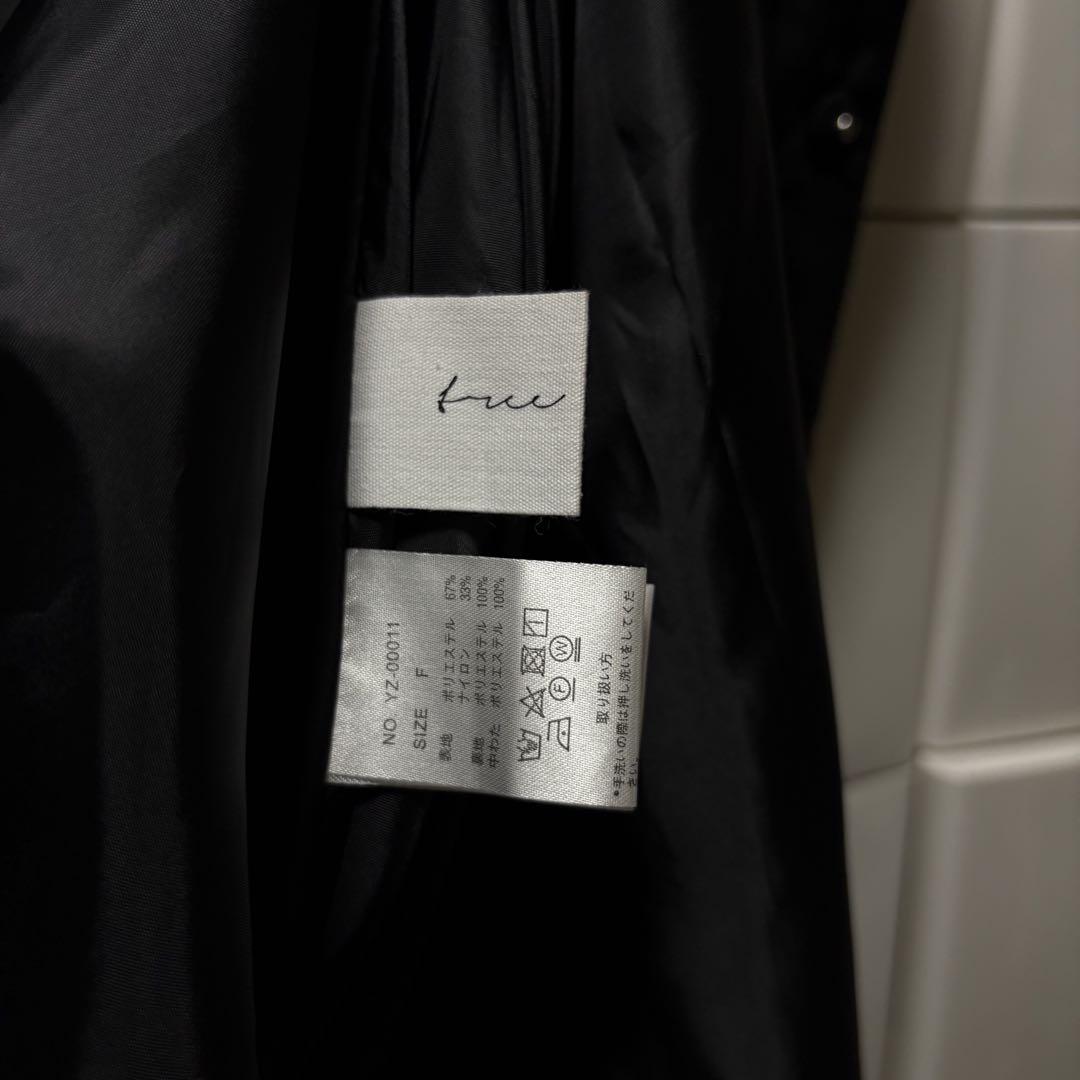 tree
NO YZ-00011
SIZE F
表地 ポリエステル 67%
ナイロン 33%
裏地 ポリエステル 100%
中わた ポリエステル 100%
F W
取り扱い方
*手洗いの際は押し洗いをしてくだ
さい。